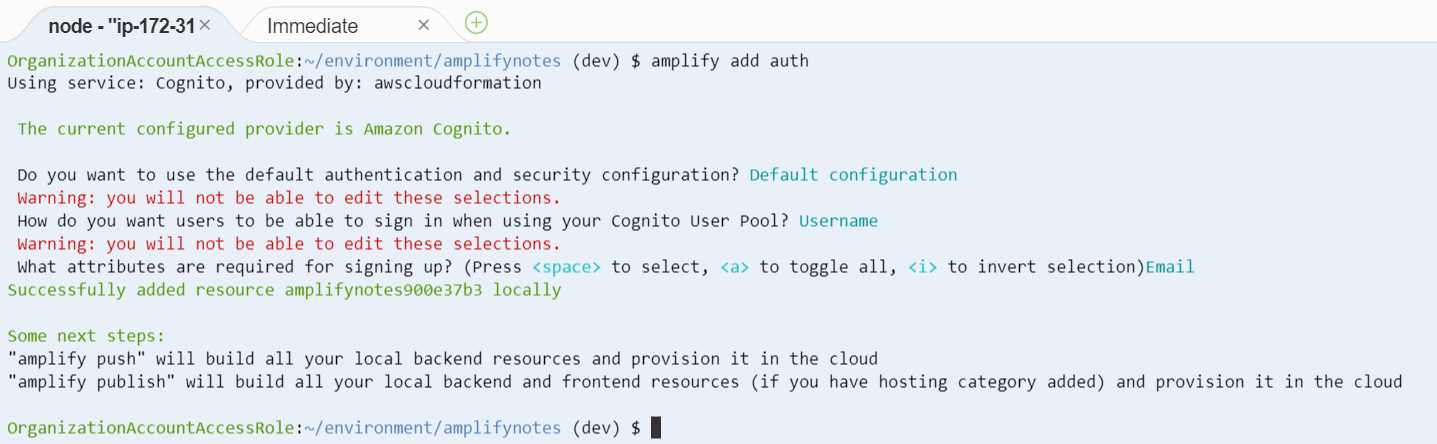 node - "ip-172-31 × Immediate ×
OrganizationAccountAccessRole:~/environment/amplifynotes (dev) $ amplify add auth
Using service: Cognito, provided by: awscloudformation
The current configured provider is Amazon Cognito.
Do you want to use the default authentication and security configuration? Default configuration
Warning: you will not be able to edit these selections.
How do you want users to be able to sign in when using your Cognito User Pool? Username
Warning: you will not be able to edit these selections.
What attributes are required for signing up? (Press <space> to select, <a> to toggle all, <i> to invert selection)Email
Successfully added resource amplifynotes900e37b3 locally
Some next steps:
"amplify push" will build all your local backend resources and provision it in the cloud
"amplify publish" will build all your local backend and frontend resources (if you have hosting category added) and provision it in the cloud
OrganizationAccountAccessRole:~/environment/amplifynotes (dev) $